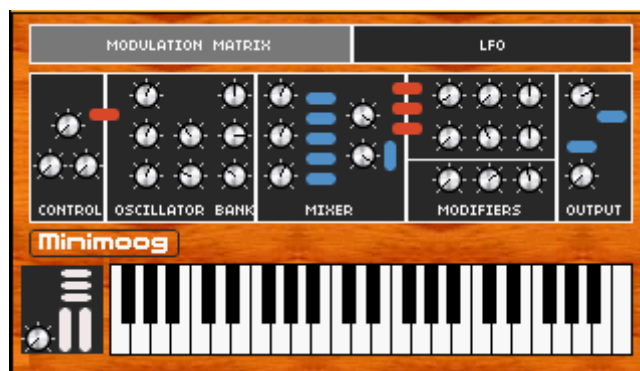 MODULATION MATRIX
LFO
CONTROL
OSCILLATOR BANK
MIXER
MODIFIERS
OUTPUT
Minimoog